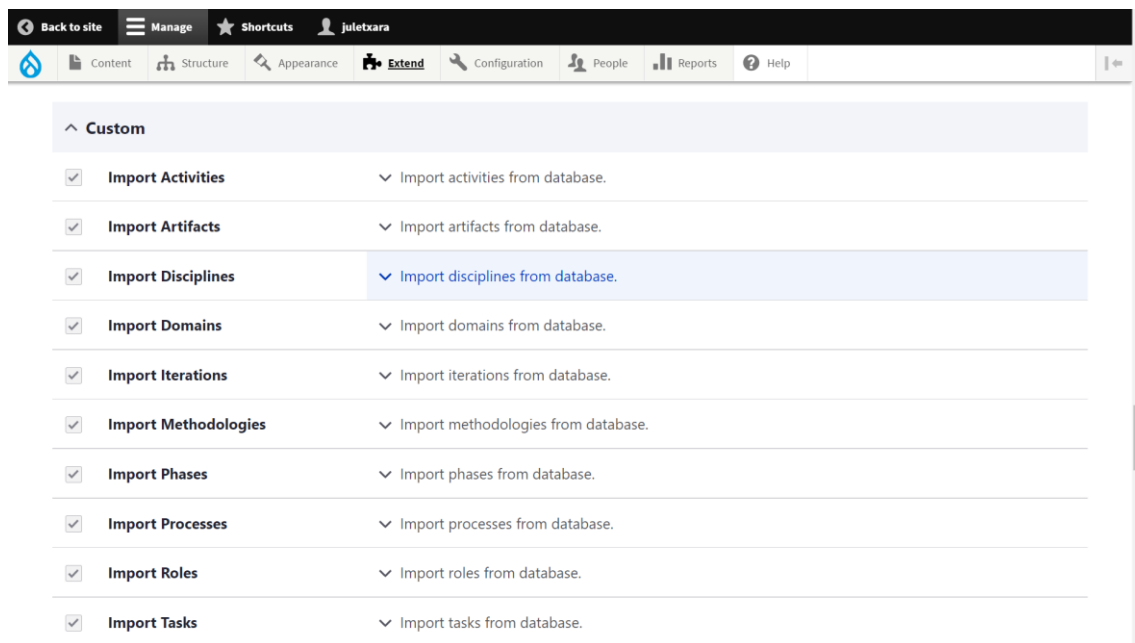 Back to site Manage Shortcuts juletxara
Content Structure Appearance Extend Configuration People Reports Help
Custom
Import Activities Import activities from database.
Import Artifacts Import artifacts from database.
Import Disciplines Import disciplines from database.
Import Domains Import domains from database.
Import Iterations Import iterations from database.
Import Methodologies Import methodologies from database.
Import Phases Import phases from database.
Import Processes Import processes from database.
Import Roles Import roles from database.
Import Tasks Import tasks from database.